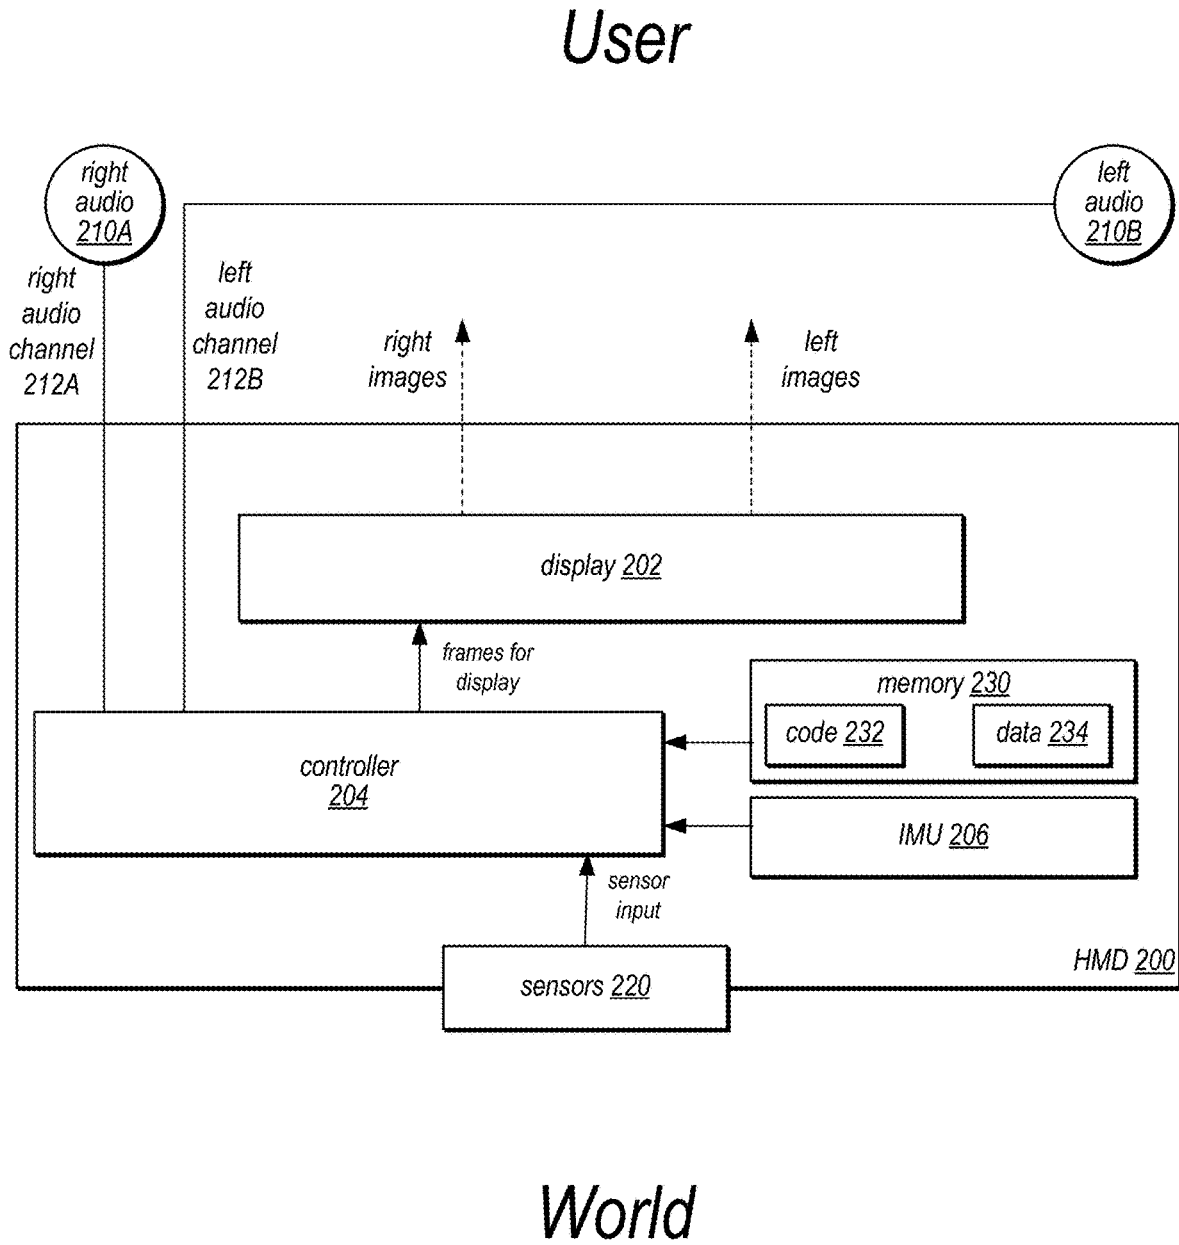 User
right
audio
210A
left
audio
210B
right
audio
channel
212A
left
audio
channel
212B
right
images
left
images
display 202
frames for
display
memory 230
code 232
data 234
controller
204
IMU 206
sensor
input
sensors 220
HMD 200
World